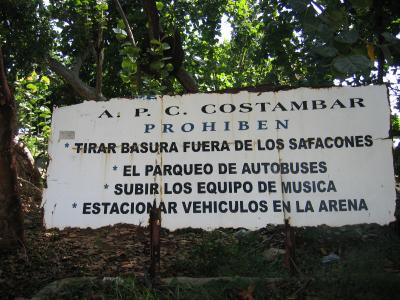 A. P. C. COSTAMBAR
PROHIBEN
* TIRAR BASURA FUERA DE LOS SAFACONES
* EL PARQUEO DE AUTOBUSES
* SUBIR LOS EQUIPO DE MUSICA
* ESTACIONAR VEHICULOS EN LA ARENA